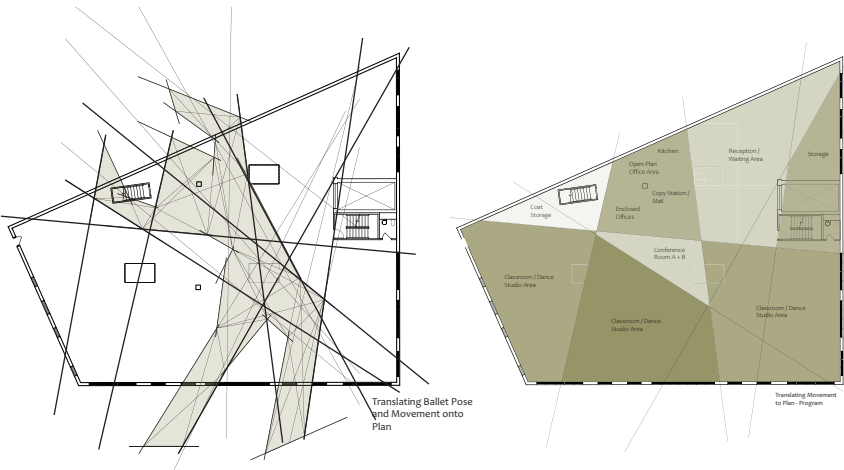 Translating Ballet Pose
and Movement onto
Plan
Kitchen
Open Plan
Office Area
Copy Station /
Mail
Enclosed
Offices
Reception /
Waiting Area
Storage
Coat
Storage
Conference
Room A + B
Classroom / Dance
Studio Area
Classroom / Dance
Studio Area
Classroom / Dance
Studio Area
Translating Movement
to Plan - Program